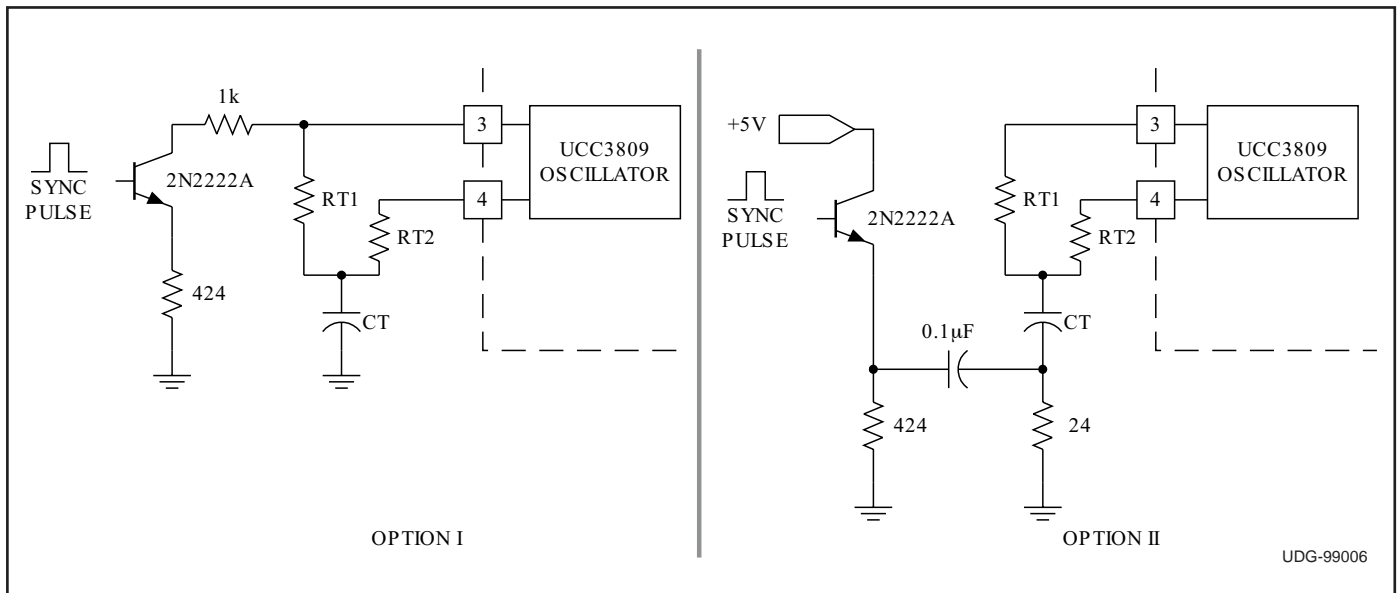 1k
3
UCC3809
OSCILLATOR
SYNC
PULSE
2N2222A
RT1
4
RT2
424
CT
OPTION I
+5V
3
UCC3809
OSCILLATOR
SYNC
PULSE
2N2222A
RT1
4
RT2
CT
0.1µF
424
24
OPTION II
UDG-99006